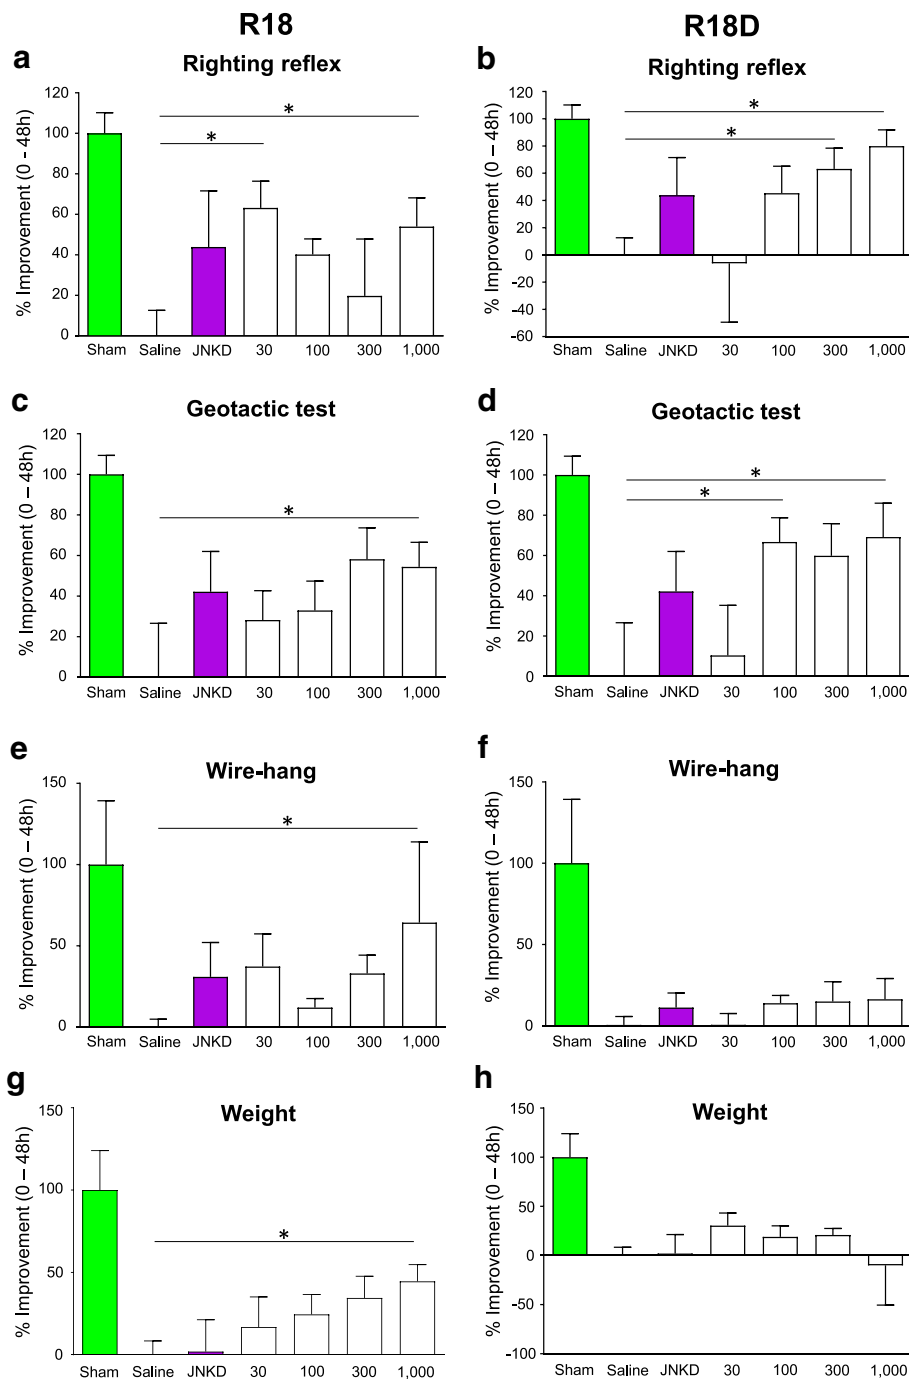 R18
R18D
a
Righting reflex
% Improvement (0 - 48h)
120
100
80
60
40
20
0
*
*
Sham Saline JNKD 30 100 300 1,000
b
Righting reflex
% Improvement (0 – 48h)
120
100
80
60
40
20
0
-20
-40
-60
*
*
Sham Saline JNKD 30 100 300 1,000
c
Geotactic test
% Improvement (0 – 48h)
120
100
80
60
40
20
0
*
Sham Saline JNKD 30 100 300 1,000
d
Geotactic test
% Improvement (0 – 48h)
120
100
80
60
40
20
0
*
*
Sham Saline JNKD 30 100 300 1,000
e
Wire-hang
% Improvement (0 – 48h)
150
100
50
0
*
Sham Saline JNKD 30 100 300 1,000
f
Wire-hang
% Improvement (0 – 48h)
150
100
50
0
Sham Saline JNKD 30 100 300 1,000
g
Weight
% Improvement (0 – 48h)
150
100
50
0
*
Sham Saline JNKD 30 100 300 1,000
h
Weight
% Improvement (0 – 48h)
150
100
50
0
-50
-100
Sham Saline JNKD 30 100 300 1,000